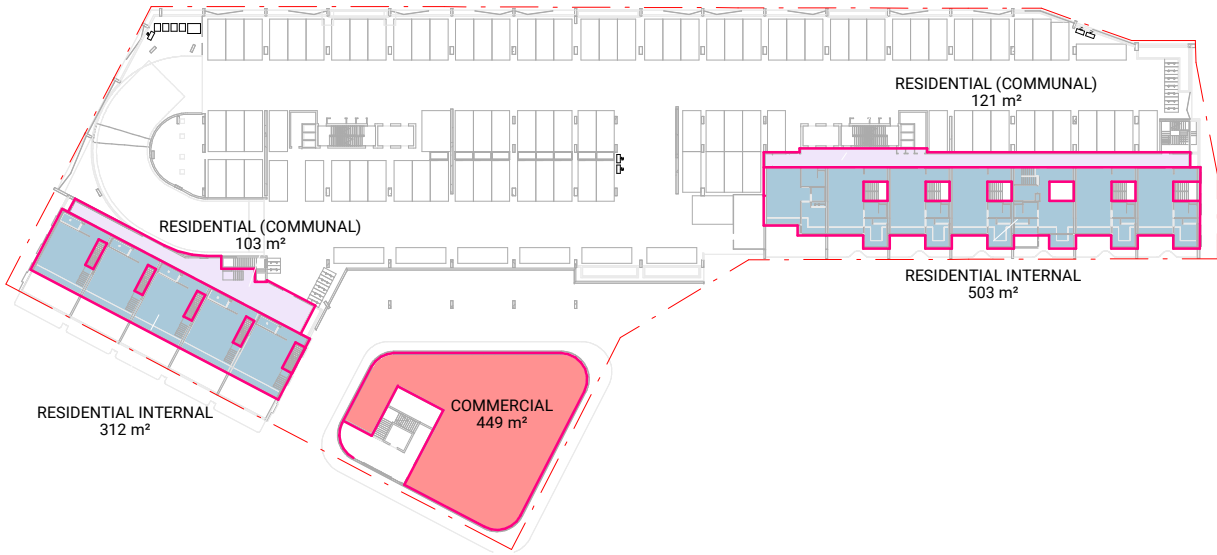 RESIDENTIAL (COMMUNAL)
121 m²
RESIDENTIAL (COMMUNAL)
103 m²
RESIDENTIAL INTERNAL
503 m²
RESIDENTIAL INTERNAL
312 m²
COMMERCIAL
449 m²